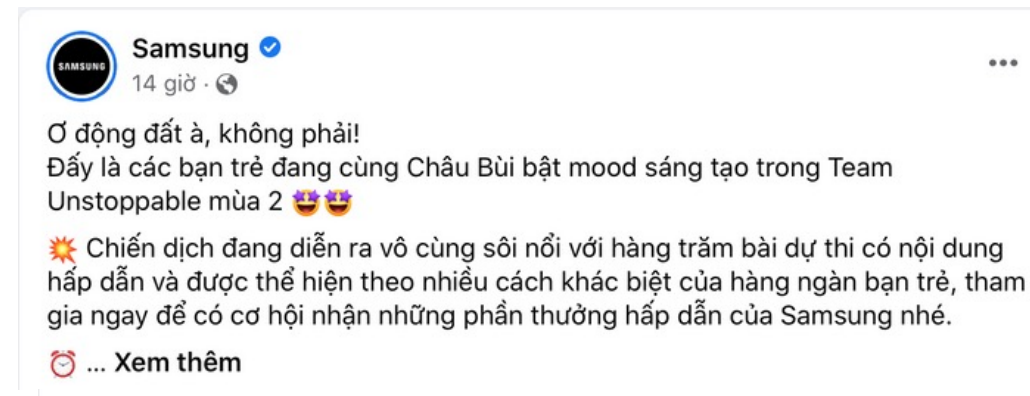 Samsung
SAMSUNG
14 giờ ·
Ơ động đất à, không phải!
Đấy là các bạn trẻ đang cùng Châu Bùi bật mood sáng tạo trong Team
Unstoppable mùa 2 🤩🤩
💥 Chiến dịch đang diễn ra vô cùng sôi nổi với hàng trăm bài dự thi có nội dung
hấp dẫn và được thể hiện theo nhiều cách khác biệt của hàng ngàn bạn trẻ, tham
gia ngay để có cơ hội nhận những phần thưởng hấp dẫn của Samsung nhé.
⏰ ... Xem thêm